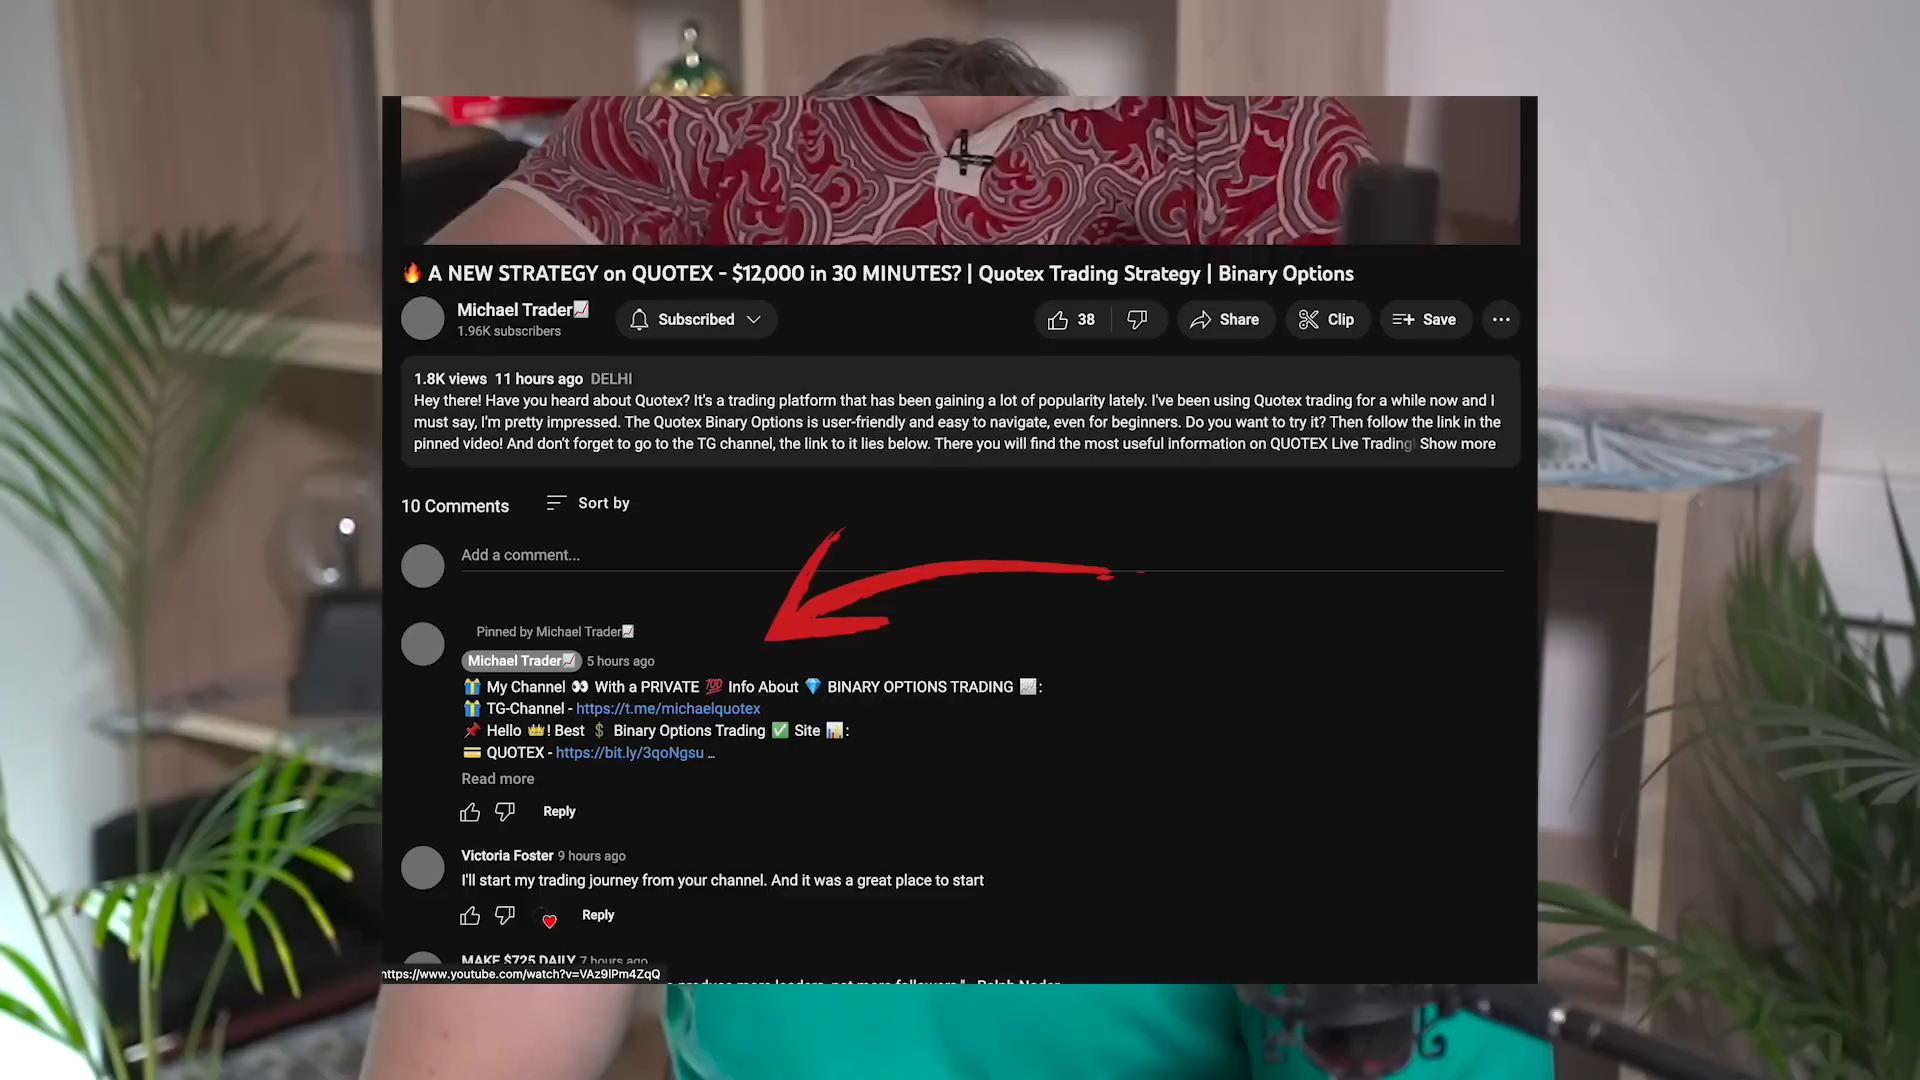 🔥 A NEW STRATEGY on QUOTEX - $12,000 in 30 MINUTES? | Quotex Trading Strategy | Binary Options
Michael Trader📈
1.96K subscribers
Subscribed
38
Share
Clip
Save
1.8K views 11 hours ago DELHI
Hey there! Have you heard about Quotex? It's a trading platform that has been gaining a lot of popularity lately. I've been using Quotex trading for a while now and I
must say, I'm pretty impressed. The Quotex Binary Options is user-friendly and easy to navigate, even for beginners. Do you want to try it? Then follow the link in the
pinned video! And don't forget to go to the TG channel, the link to it lies below. There you will find the most useful information on QUOTEX Live Trading Show more
10 Comments
Sort by
Add a comment...
Pinned by Michael Trader📈
Michael Trader📈 5 hours ago
🎁 My Channel 👀 With a PRIVATE 💯 Info About 💎 BINARY OPTIONS TRADING 📈:
🎁 TG-Channel - https://t.me/michaelquotex
📌 Hello 👑! Best 💲 Binary Options Trading ✅ Site 📊:
💳 QUOTEX - https://bit.ly/3qoNgsu ...
Read more
Reply
Victoria Foster 9 hours ago
I'll start my trading journey from your channel. And it was a great place to start
Reply
MAKE $725 DAILY 7 hours ago
https://www.youtube.com/watch?v=VAz9lPm4ZqQ
produce more leaders, not more followers." - Ralph Nader